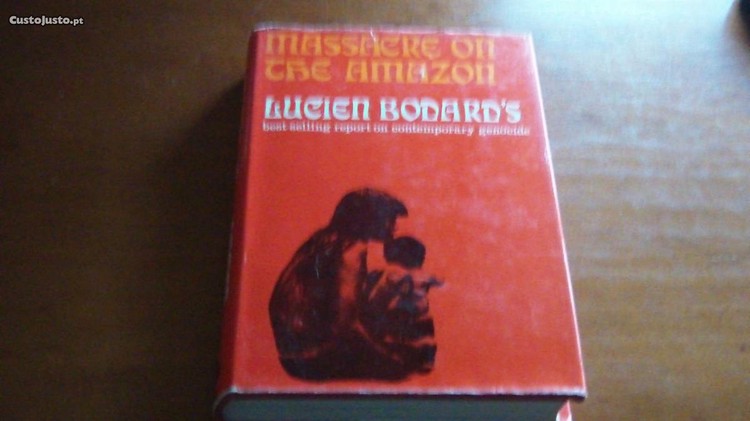 CustoJusto.pt
MASSACRE ON
THE AMAZON
LUCIEN BODARD'S
best-selling report on contemporary genocide